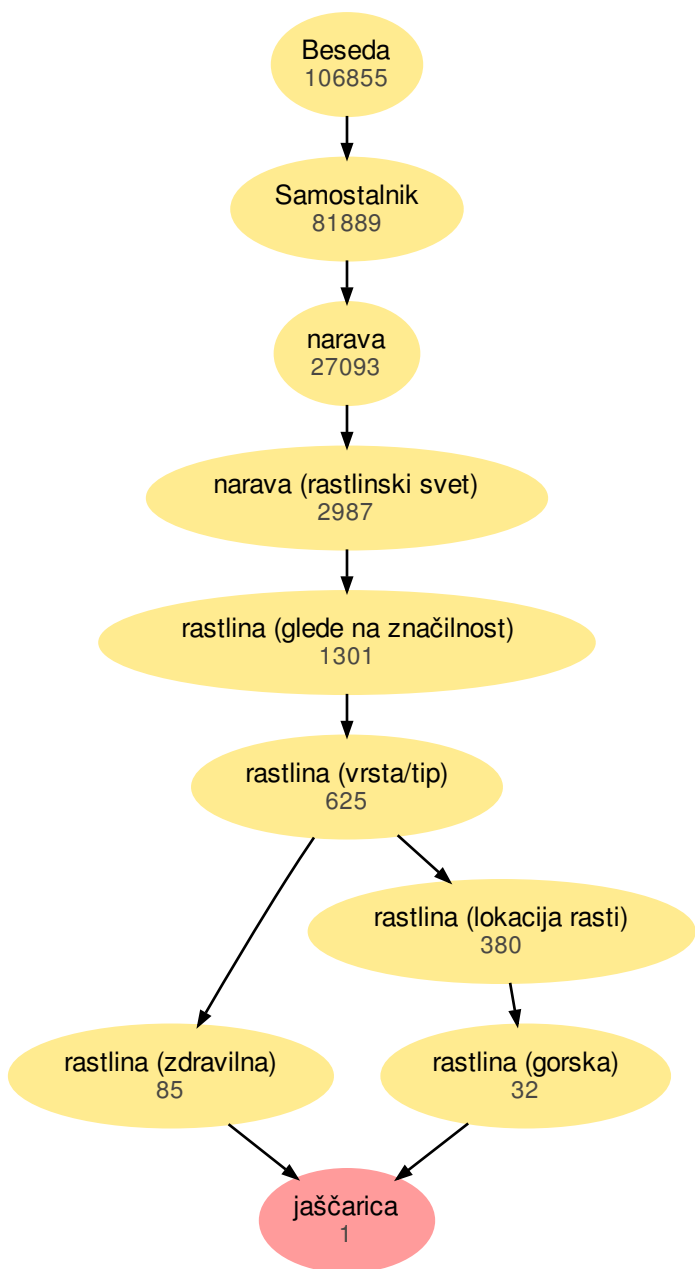 Beseda
106855
Samostalnik
81889
narava
27093
narava (rastlinski svet)
2987
rastlina (glede na značilnost)
1301
rastlina (vrsta/tip)
625
rastlina (lokacija rasti)
380
rastlina (zdravilna)
85
rastlina (gorska)
32
jaščarica
1